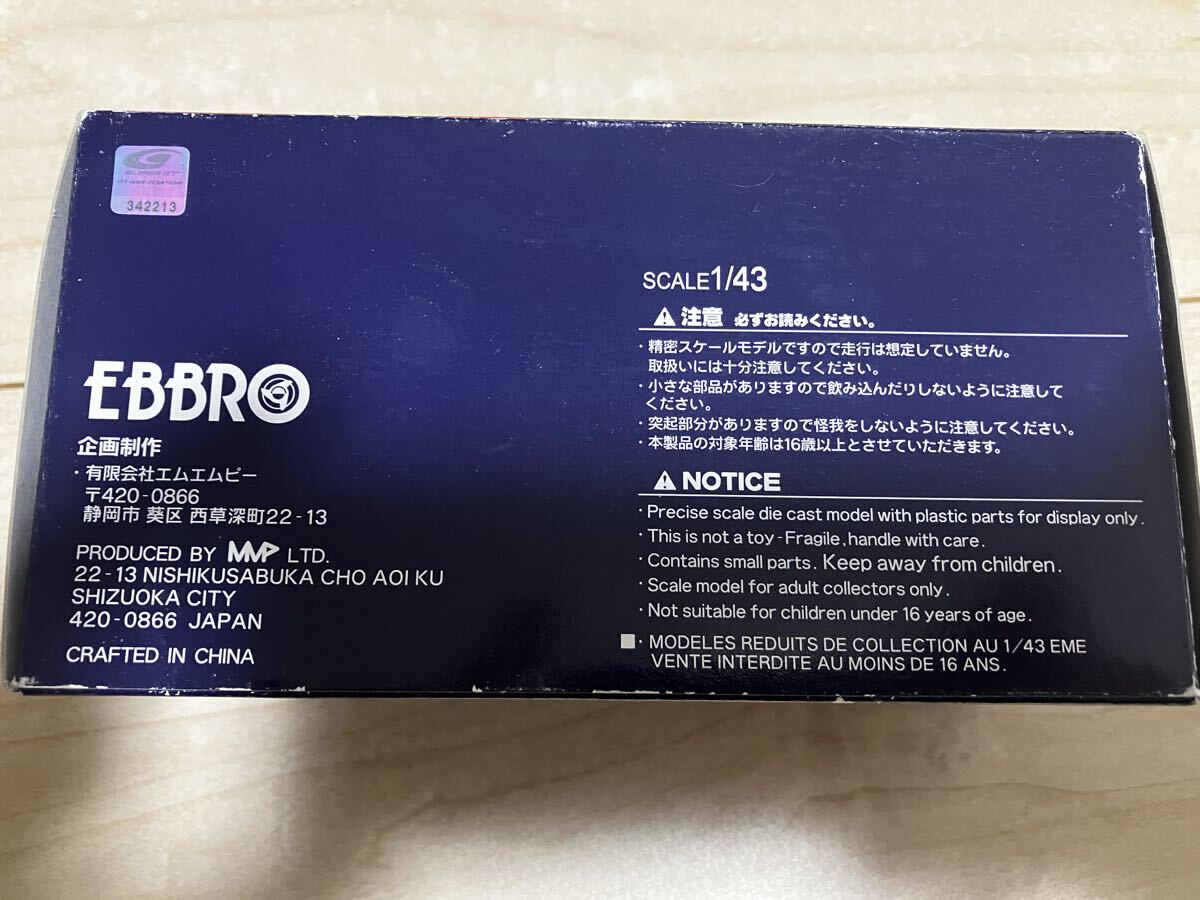 SUPER GT
GT-ASSOCIATION
342213
EBBRO
企画制作
・有限会社エムエムピー
〒420-0866
静岡市 葵区 西草深町22-13
PRODUCED BY MMP LTD.
22-13 NISHIKUSABUKA CHO AOI KU
SHIZUOKA CITY
420-0866 JAPAN
CRAFTED IN CHINA
SCALE1/43
⚠ 注意 必ずお読みください。
・精密スケールモデルですので走行は想定していません。
取扱いには十分注意してください。
・小さな部品がありますので飲み込んだりしないように注意して
ください。
・突起部分がありますので怪我をしないように注意してください。
・本製品の対象年齢は16歳以上とさせていただきます。
⚠ NOTICE
・Precise scale die cast model with plastic parts for display only.
・This is not a toy-Fragile,handle with care.
・Contains small parts. Keep away from children.
・Scale model for adult collectors only.
・Not suitable for children under 16 years of age.
■・MODELES REDUITS DE COLLECTION AU 1/43 EME
VENTE INTERDITE AU MOINS DE 16 ANS.